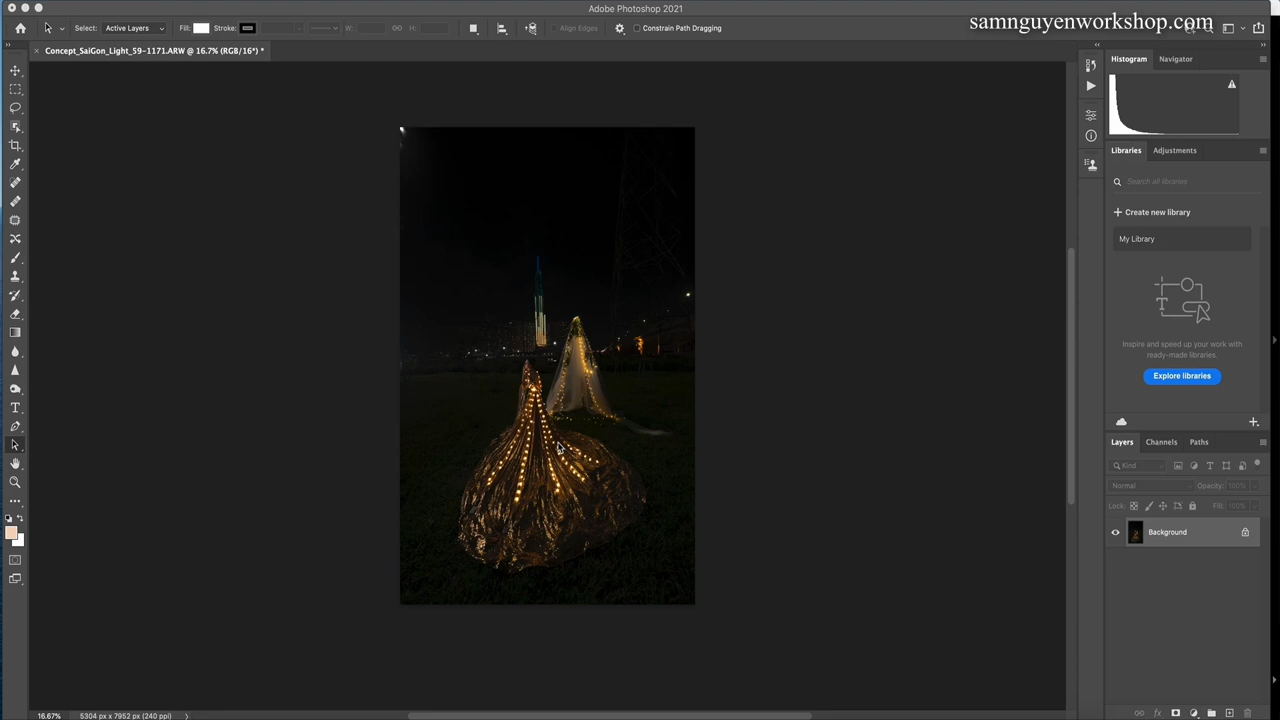 Adobe Photoshop 2021
samnguyenworkshop.com
Select: Active Layers Fill: Stroke: W: H: Align Edges Constrain Path Dragging
Concept_SaiGon_Light_59-1171.ARW @ 16.7% (RGB/16*) *
Histogram Navigator
Libraries Adjustments
Search all libraries
Create new library
My Library
Inspire and speed up your work with
ready-made libraries.
Explore libraries
Layers Channels Paths
Kind
Normal Opacity: 100%
Lock: Fill: 100%
Background
16.67% 5304 px x 7952 px (240 ppi)